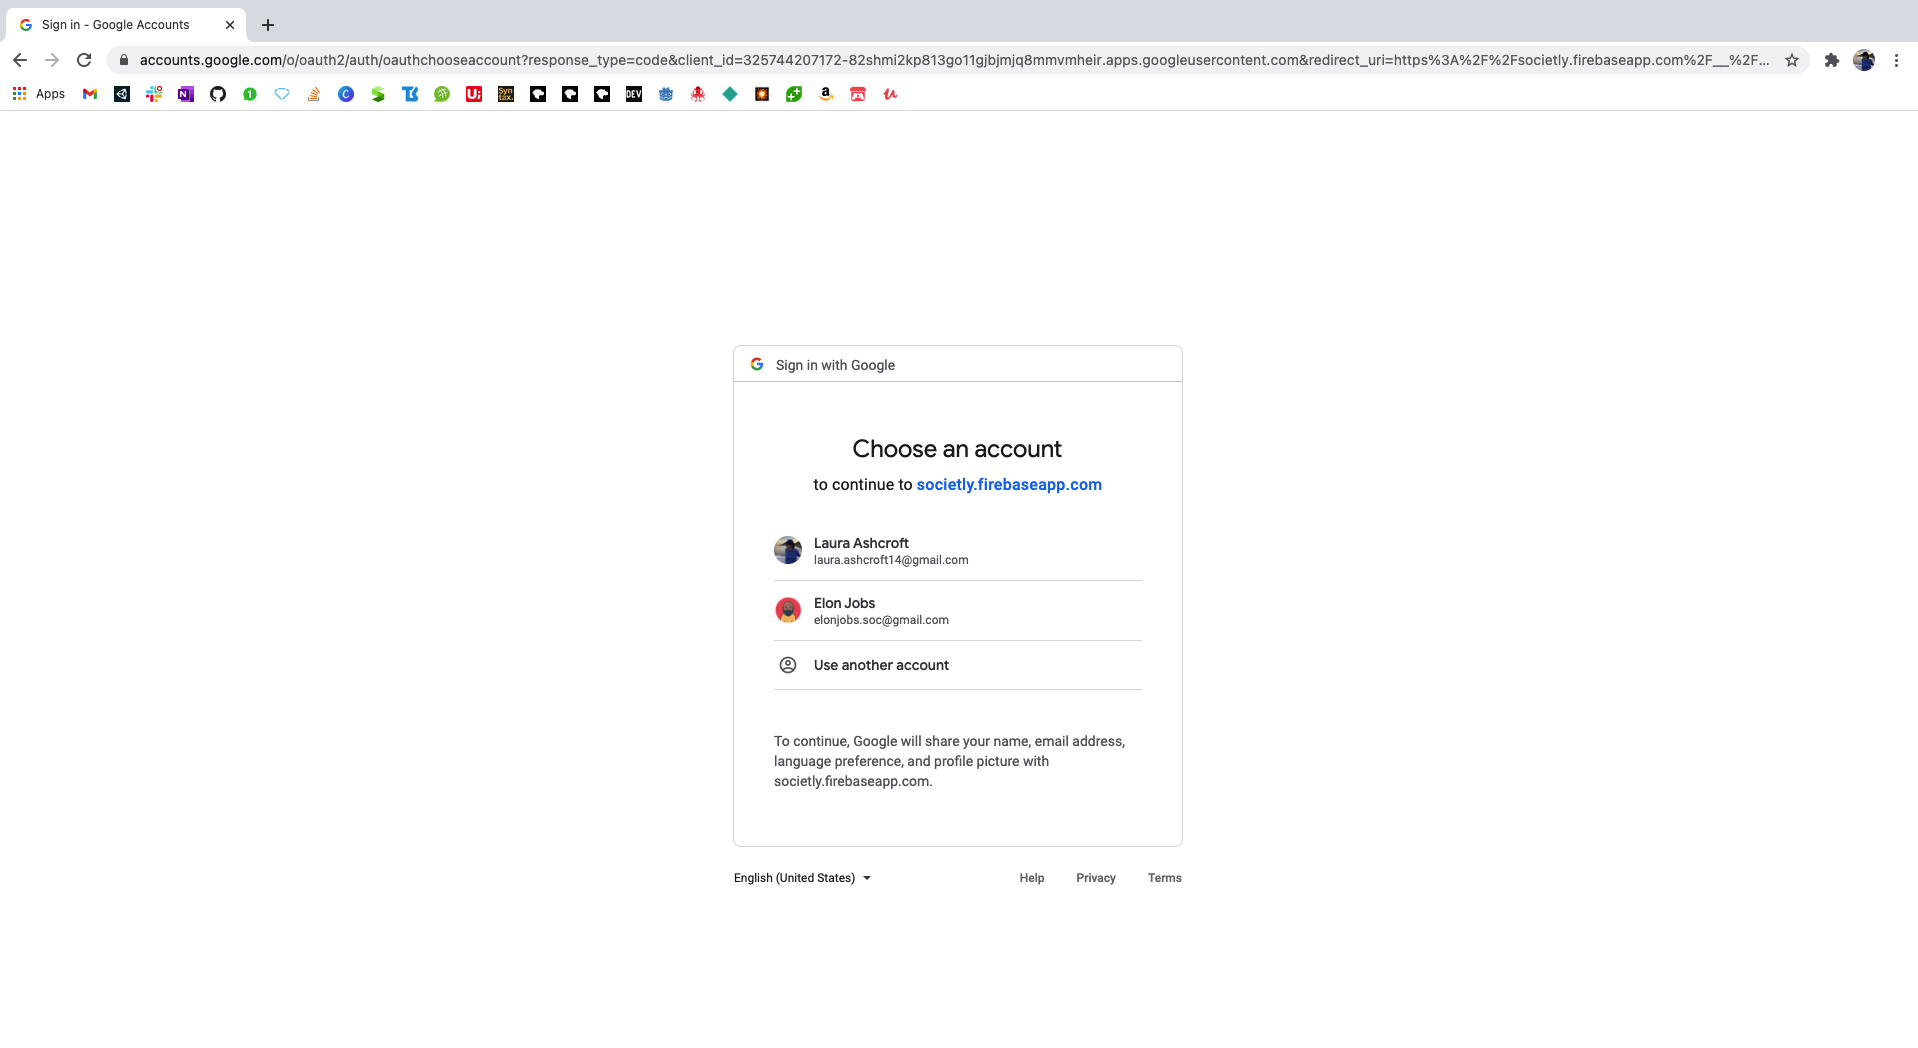 Sign in - Google Accounts
accounts.google.com/o/oauth2/auth/oauthchooseaccount?response_type=code&client_id=325744207172-82shmi2kp813go11gjbjmjq8mmvmheir.apps.googleusercontent.com&redirect_uri=https%3A%2F%2Fsocietly.firebaseapp.com%2F__%2F...
Apps
Syntax.
DEV
Sign in with Google
Choose an account
to continue to societly.firebaseapp.com
Laura Ashcroft
laura.ashcroft14@gmail.com
Elon Jobs
elonjobs.soc@gmail.com
Use another account
To continue, Google will share your name, email address,
language preference, and profile picture with
societly.firebaseapp.com.
English (United States)
Help Privacy Terms